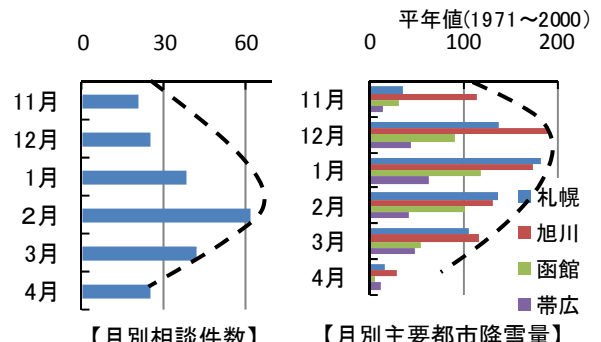 平年値(1971～2000)
0 30 60
0 100 200
11月
12月
1月
2月
3月
4月
11月
12月
1月
2月
3月
4月
札幌
旭川
函館
帯広
【月別相談件数】
【月別主要都市降雪量】